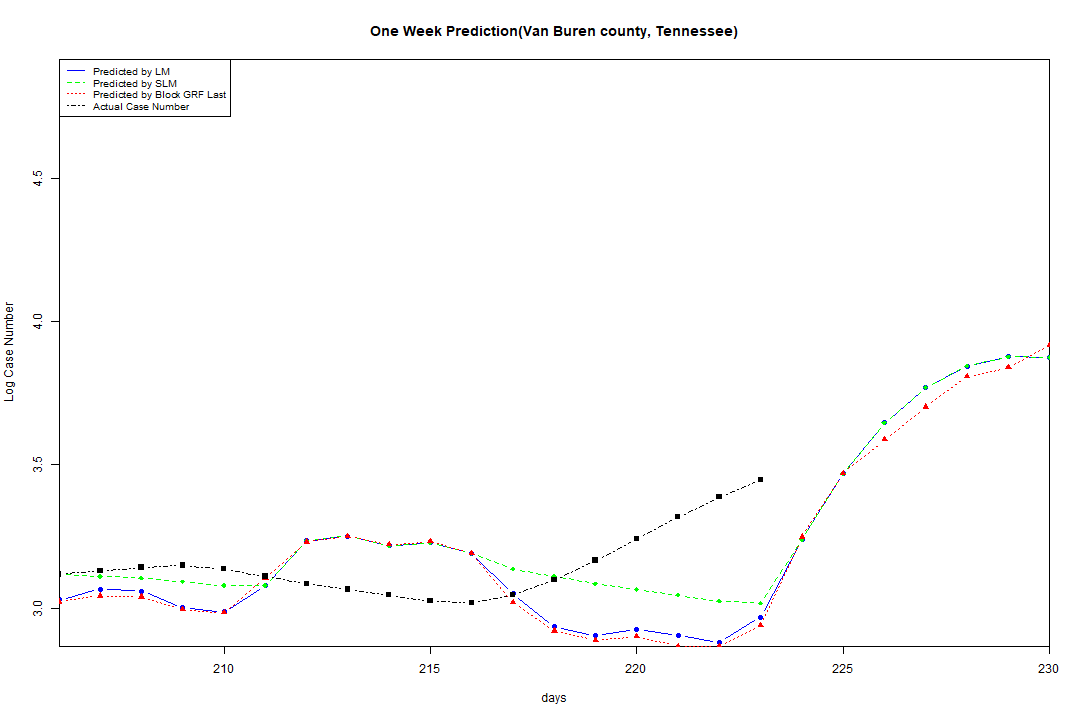 One Week Prediction(Van Buren county, Tennessee)
Predicted by LM
Predicted by SLM
Predicted by Block GRF Last
Actual Case Number
Log Case Number
4.5
4.0
3.5
3.0
210 215 220 225 230
days